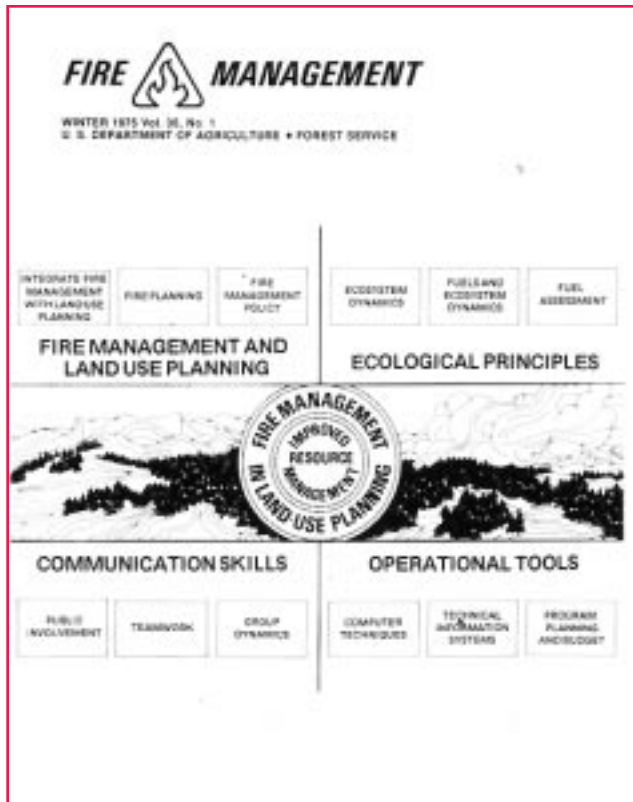 FIRE MANAGEMENT
WINTER 1975 Vol. 36, No. 1
U. S. DEPARTMENT OF AGRICULTURE • FOREST SERVICE
INTEGRATE FIRE
MANAGEMENT
WITH LAND USE
PLANNING
FIRE PLANNING
FIRE
MANAGEMENT
POLICY
FIRE MANAGEMENT AND
LAND USE PLANNING
ECOSYSTEM
DYNAMICS
FUELS AND
ECOSYSTEM
DYNAMICS
FUEL
ASSESSMENT
ECOLOGICAL PRINCIPLES
FIRE MANAGEMENT
IN LAND-USE PLANNING
IMPROVED
RESOURCE
MANAGEMENT
COMMUNICATION SKILLS
PUBLIC
INVOLVEMENT
TEAMWORK
GROUP
DYNAMICS
OPERATIONAL TOOLS
COMPUTER
TECHNIQUES
TECHNICAL
INFORMATION
SYSTEMS
PROGRAM
PLANNING
AND BUDGET